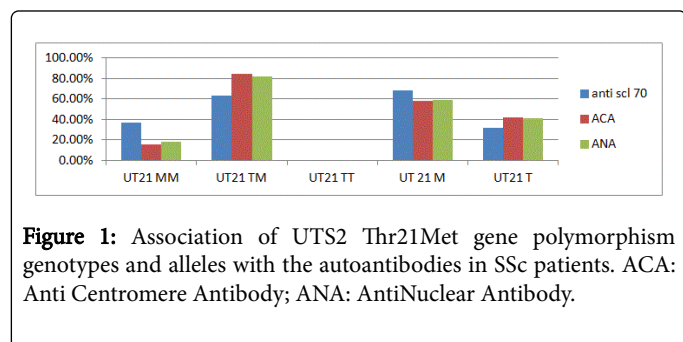 100.00%
80.00%
60.00%
40.00%
20.00%
0.00%
UT21 MM
UT21 TM
UT21 TT
UT 21 M
UT21 T
anti scl 70
ACA
ANA
Figure 1: Association of UTS2 Thr21Met gene polymorphism
genotypes and alleles with the autoantibodies in SSc patients. ACA:
Anti Centromere Antibody; ANA: AntiNuclear Antibody.